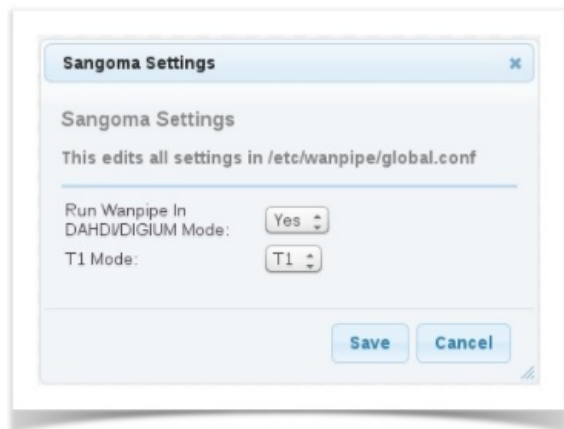 Sangoma Settings
Sangoma Settings
This edits all settings in /etc/wanpipe/global.conf
Run Wanpipe In
DAHDI/DIGIUM Mode:
Yes
T1 Mode:
T1
Save
Cancel